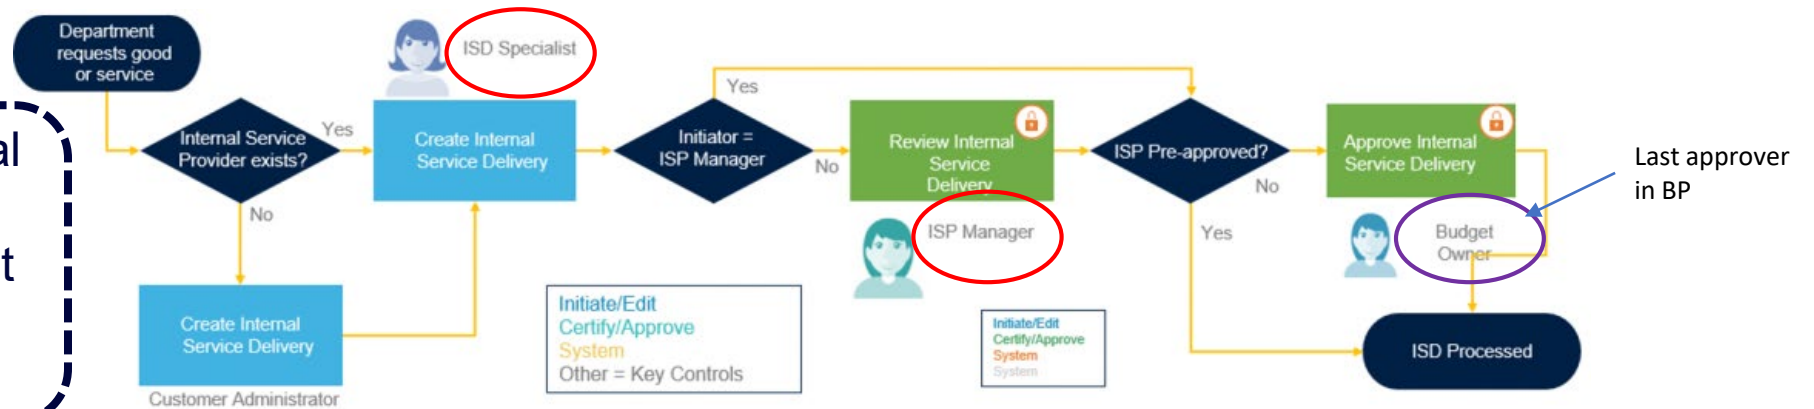 al
t
Department
requests good
or service
Internal Service
Provider exists?
Yes
No
ISD Specialist
Create Internal
Service Delivery
Create Internal
Service Delivery
Customer Administrator
Initiator =
ISP Manager
Yes
No
Review Internal
Service
Delivery
ISP Manager
ISP Pre-approved?
No
Yes
Approve Internal
Service Delivery
Budget
Owner
Last approver
in BP
ISD Processed
Initiate/Edit
Certify/Approve
System
Other = Key Controls
Initiate/Edit
Certify/Approve
System
System